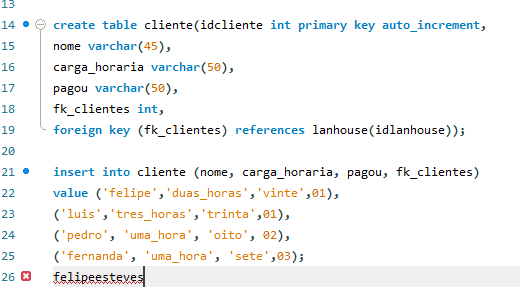 13
14 create table cliente(idcliente int primary key auto_increment,
15 nome varchar(45),
16 carga_horaria varchar(50),
17 pagou varchar(50),
18 fk_clientes int,
19 foreign key (fk_clientes) references lanhouse(idlanhouse));
20
21 insert into cliente (nome, carga_horaria, pagou, fk_clientes)
22 value ('felipe','duas_horas','vinte',01),
23 ('luis','tres_horas','trinta',01),
24 ('pedro', 'uma_hora', 'oito', 02),
25 ('fernanda', 'uma_hora', 'sete',03);
26 felipeesteves